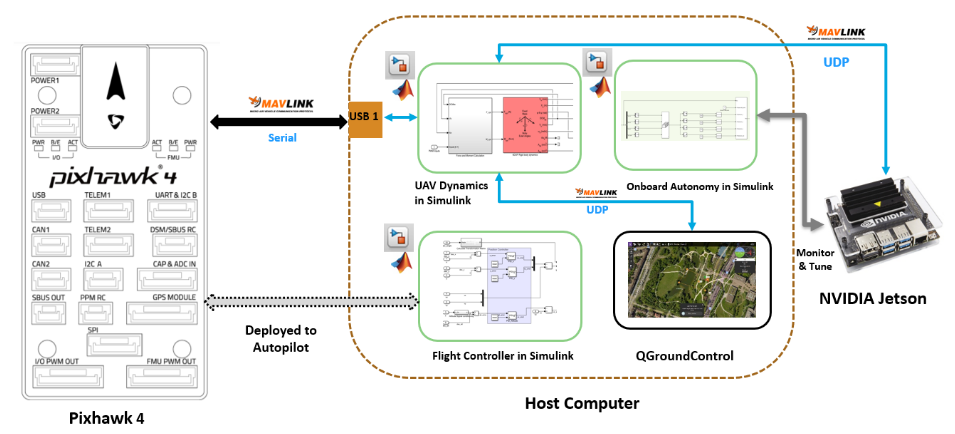 POWER1
POWER2
PWR B/E ACT
I/O
ACT B/E PWR
FMU
pixhawk 4
USB
TELEM1
UART & I2C B
CAN1
TELEM2
DSM/SBUS RC
CAN2
I2C A
CAP & ADC IN
SBUS OUT
PPM RC
GPS MODULE
SPI
I/O PWM OUT
FMU PWM OUT
Pixhawk 4
MAVLINK
Serial
USB 1
Deployed to
Autopilot
UAV Dynamics
in Simulink
Onboard Autonomy in Simulink
MAVLINK
UDP
MAVLINK
UDP
Flight Controller in Simulink
QGroundControl
Host Computer
Monitor
& Tune
NVIDIA
NVIDIA Jetson